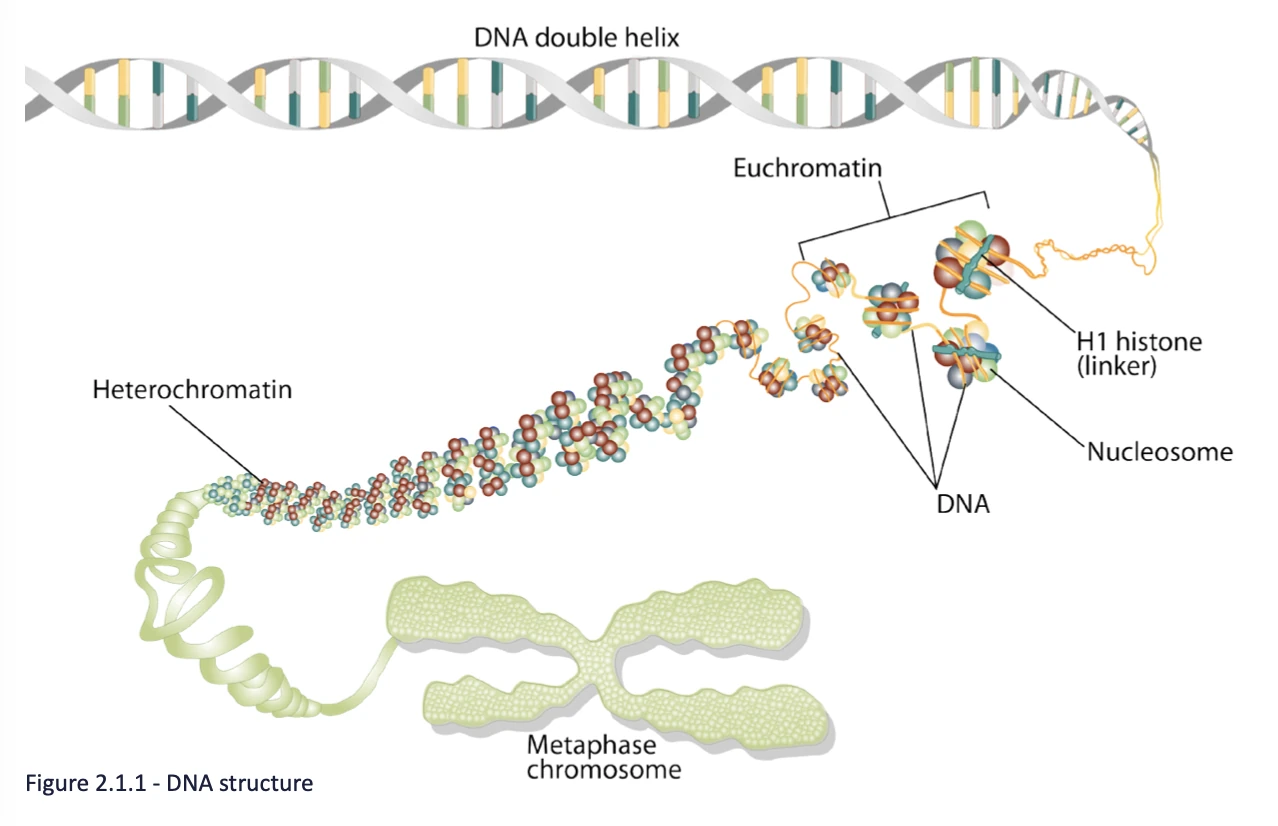 DNA double helix
Euchromatin
H1 histone
(linker)
Heterochromatin
Nucleosome
DNA
Metaphase
chromosome
Figure 2.1.1 - DNA structure